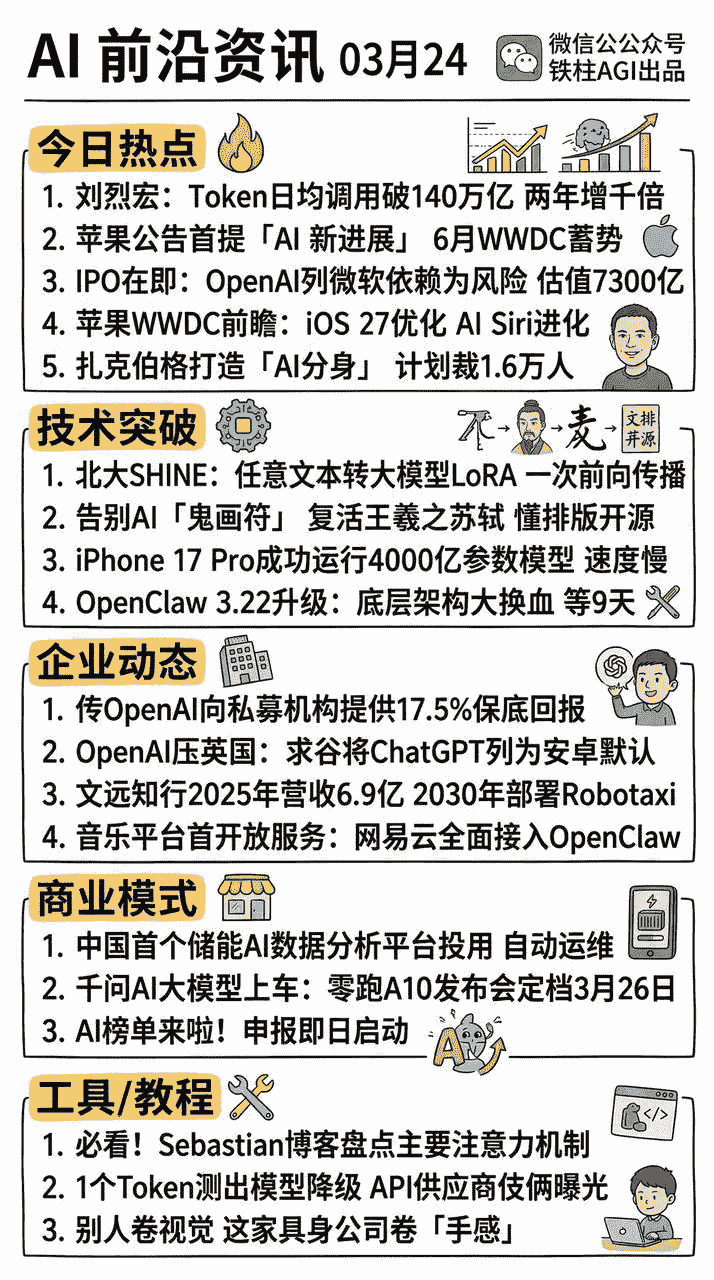 AI 前沿资讯 03月24
微信公公众号
铁柱AGI出品
今日热点
1. 刘烈宏：Token日均调用破140万亿 两年增千倍
2. 苹果公告首提「AI 新进展」 6月WWDC蓄势
3. IPO在即：OpenAI列微软依赖为风险 估值7300亿
4. 苹果WWDC前瞻：iOS 27优化 AI Siri进化
5. 扎克伯格打造「AI分身」 计划裁1.6万人
技术突破
麦
文排
源
1. 北大SHINE：任意文本转大模型LoRA 一次前向传播
2. 告别AI「鬼画符」 复活王羲之苏轼 懂排版开源
3. iPhone 17 Pro成功运行4000亿参数模型 速度慢
4. OpenClaw 3.22升级：底层架构大换血 等9天
企业动态
1. 传OpenAI向私募机构提供17.5%保底回报
2. OpenAI压英国：求谷将ChatGPT列为安卓默认
3. 文远知行2025年营收6.9亿 2030年部署Robotaxi
4. 音乐平台首开放服务：网易云全面接入OpenClaw
商业模式
1. 中国首个储能AI数据分析平台投用 自动运维
2. 千问AI大模型上车：零跑A10发布会定档3月26日
3. AI榜单来啦！申报即日启动
A
工具/教程
</>
1. 必看！Sebastian博客盘点主要注意力机制
2. 1个Token测出模型降级 API供应商伎俩曝光
3. 别人卷视觉 这家具身公司卷「手感」